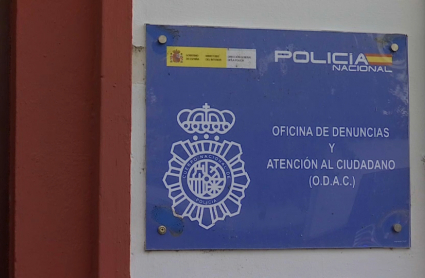 POLICIA
NACIONAL
OFICINA DE DENUNCIAS
Y
ATENCIÓN AL CIUDADANO
(O.D.A.C.)